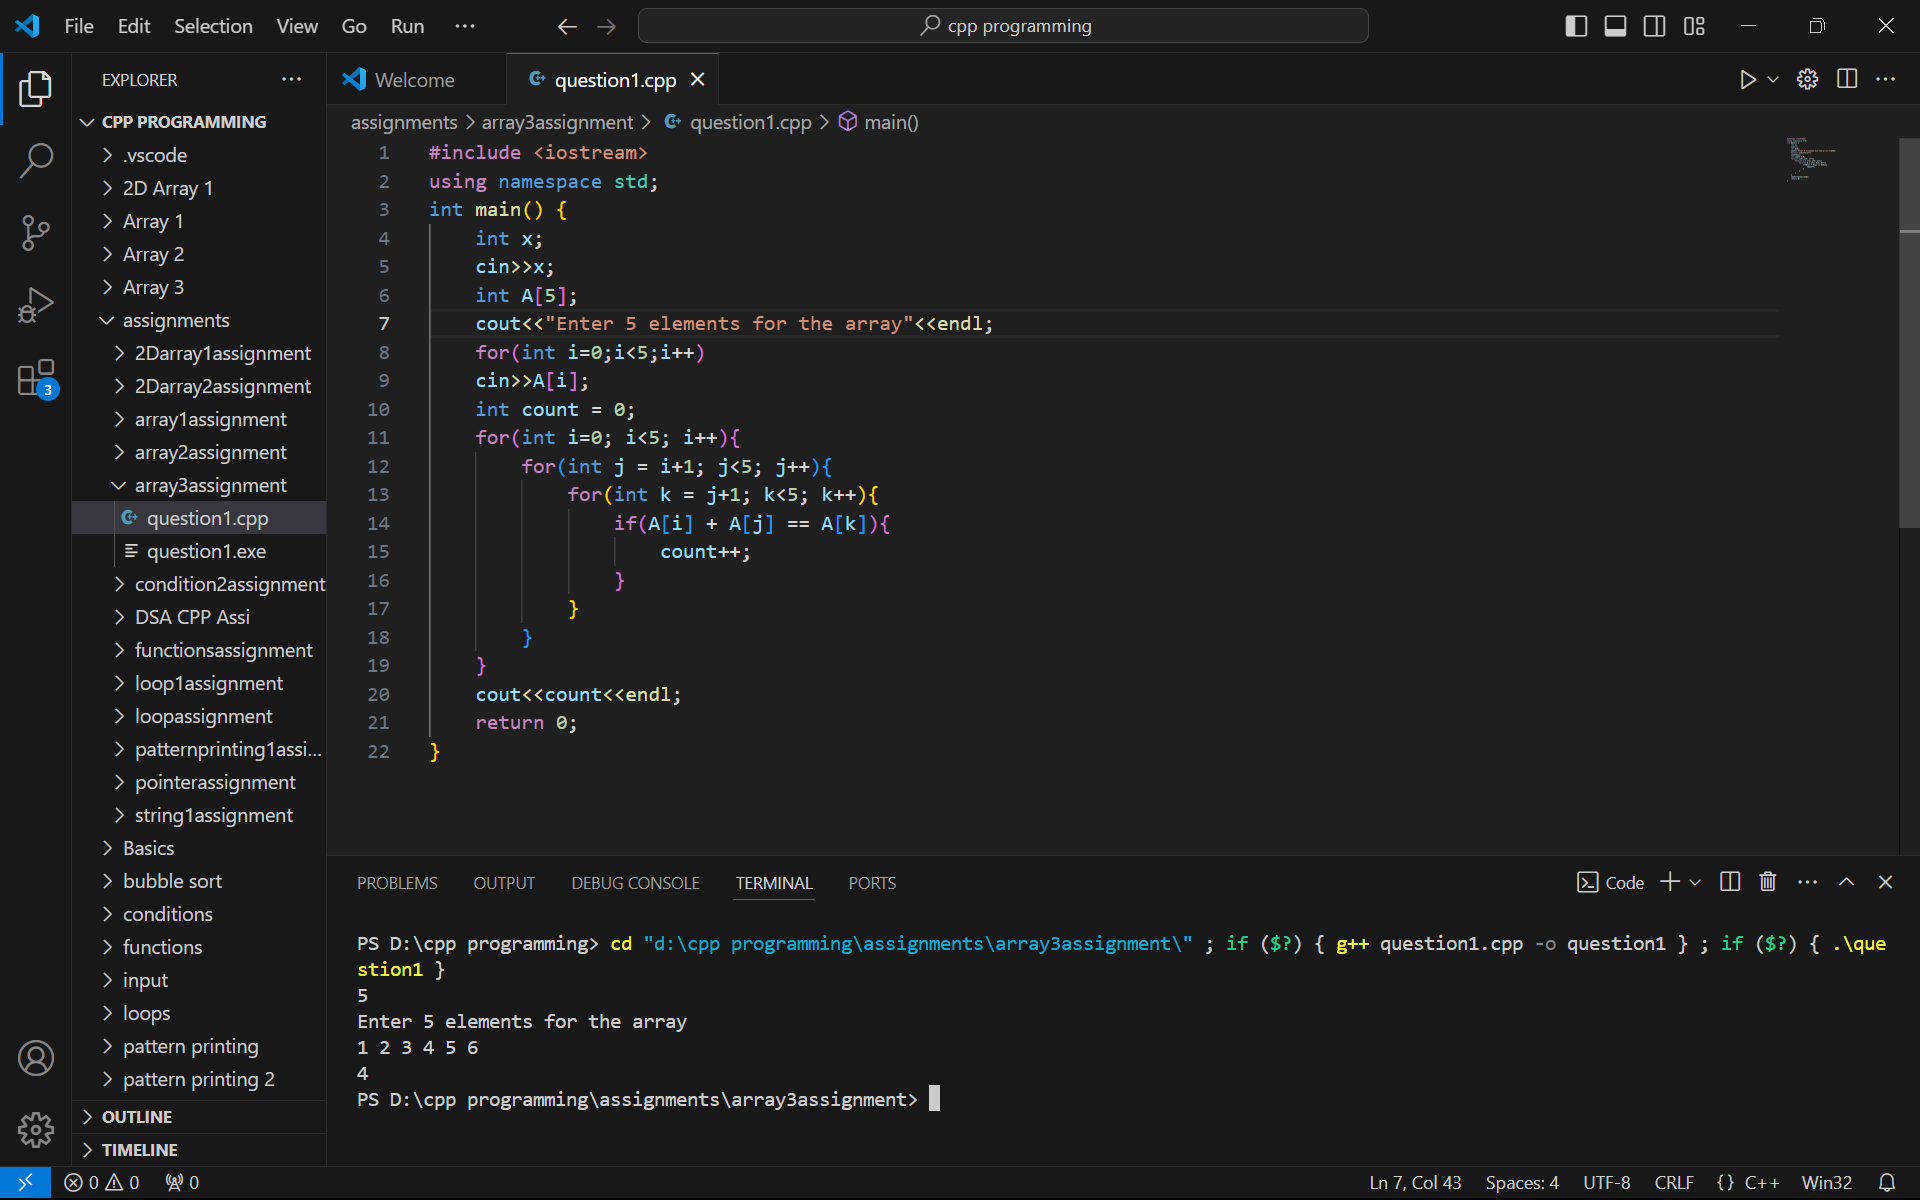 File Edit Selection View Go Run ···
cpp programming
EXPLORER
CPP PROGRAMMING
.vscode
2D Array 1
Array 1
Array 2
Array 3
assignments
2Darray1assignment
2Darray2assignment
array1assignment
array2assignment
array3assignment
question1.cpp
question1.exe
condition2assignment
DSA CPP Assi
functionsassignment
loop1assignment
loopassignment
patternprinting1assi...
pointerassignment
string1assignment
Basics
bubble sort
conditions
functions
input
loops
pattern printing
pattern printing 2
OUTLINE
TIMELINE
3
Welcome question1.cpp
assignments > array3assignment > question1.cpp > main()
1 #include <iostream>
2 using namespace std;
3 int main() {
4 int x;
5 cin>>x;
6 int A[5];
7 cout<<"Enter 5 elements for the array"<<endl;
8 for(int i=0;i<5;i++)
9 cin>>A[i];
10 int count = 0;
11 for(int i=0; i<5; i++){
12 for(int j = i+1; j<5; j++){
13 for(int k = j+1; k<5; k++){
14 if(A[i] + A[j] == A[k]){
15 count++;
16 }
17 }
18 }
19 }
20 cout<<count<<endl;
21 return 0;
22 }
PROBLEMS OUTPUT DEBUG CONSOLE TERMINAL PORTS
Code
PS D:\cpp programming> cd "d:\cpp programming\assignments\array3assignment\" ; if ($?) { g++ question1.cpp -o question1 } ; if ($?) { .\que
stion1 }
5
Enter 5 elements for the array
1 2 3 4 5 6
4
PS D:\cpp programming\assignments\array3assignment>
0 0 0
Ln 7, Col 43 Spaces: 4 UTF-8 CRLF {} C++ Win32